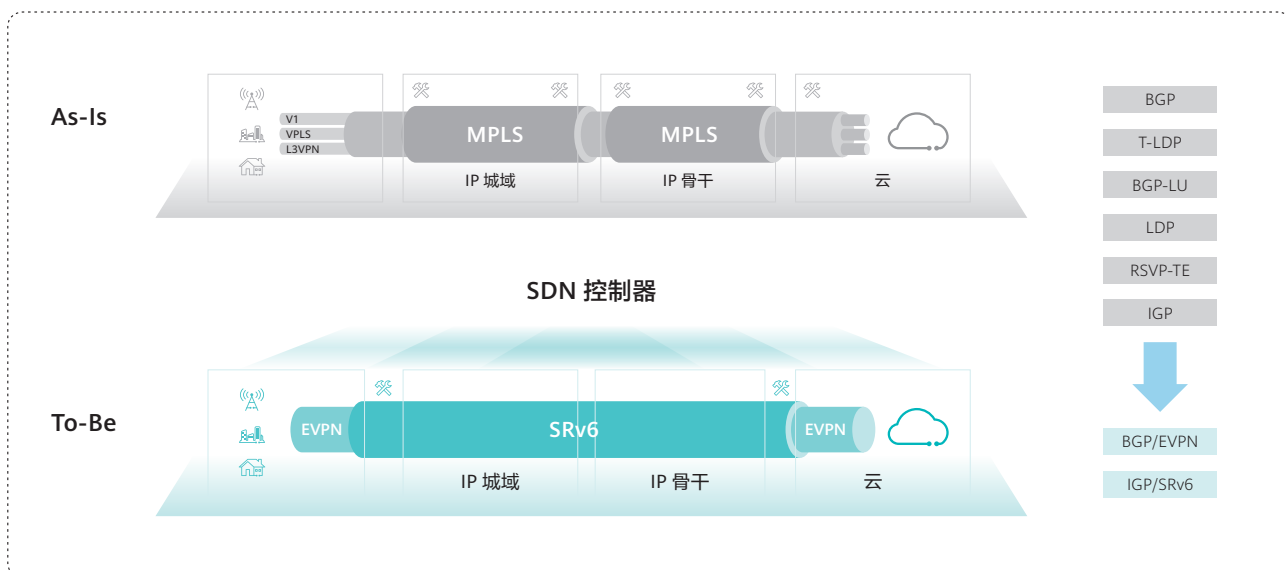 As-Is
V1
VPLS
L3VPN
MPLS
MPLS
IP 城域
IP 骨干
云
SDN 控制器
To-Be
EVPN
SRv6
EVPN
IP 城域
IP 骨干
云
BGP
T-LDP
BGP-LU
LDP
RSVP-TE
IGP
BGP/EVPN
IGP/SRv6